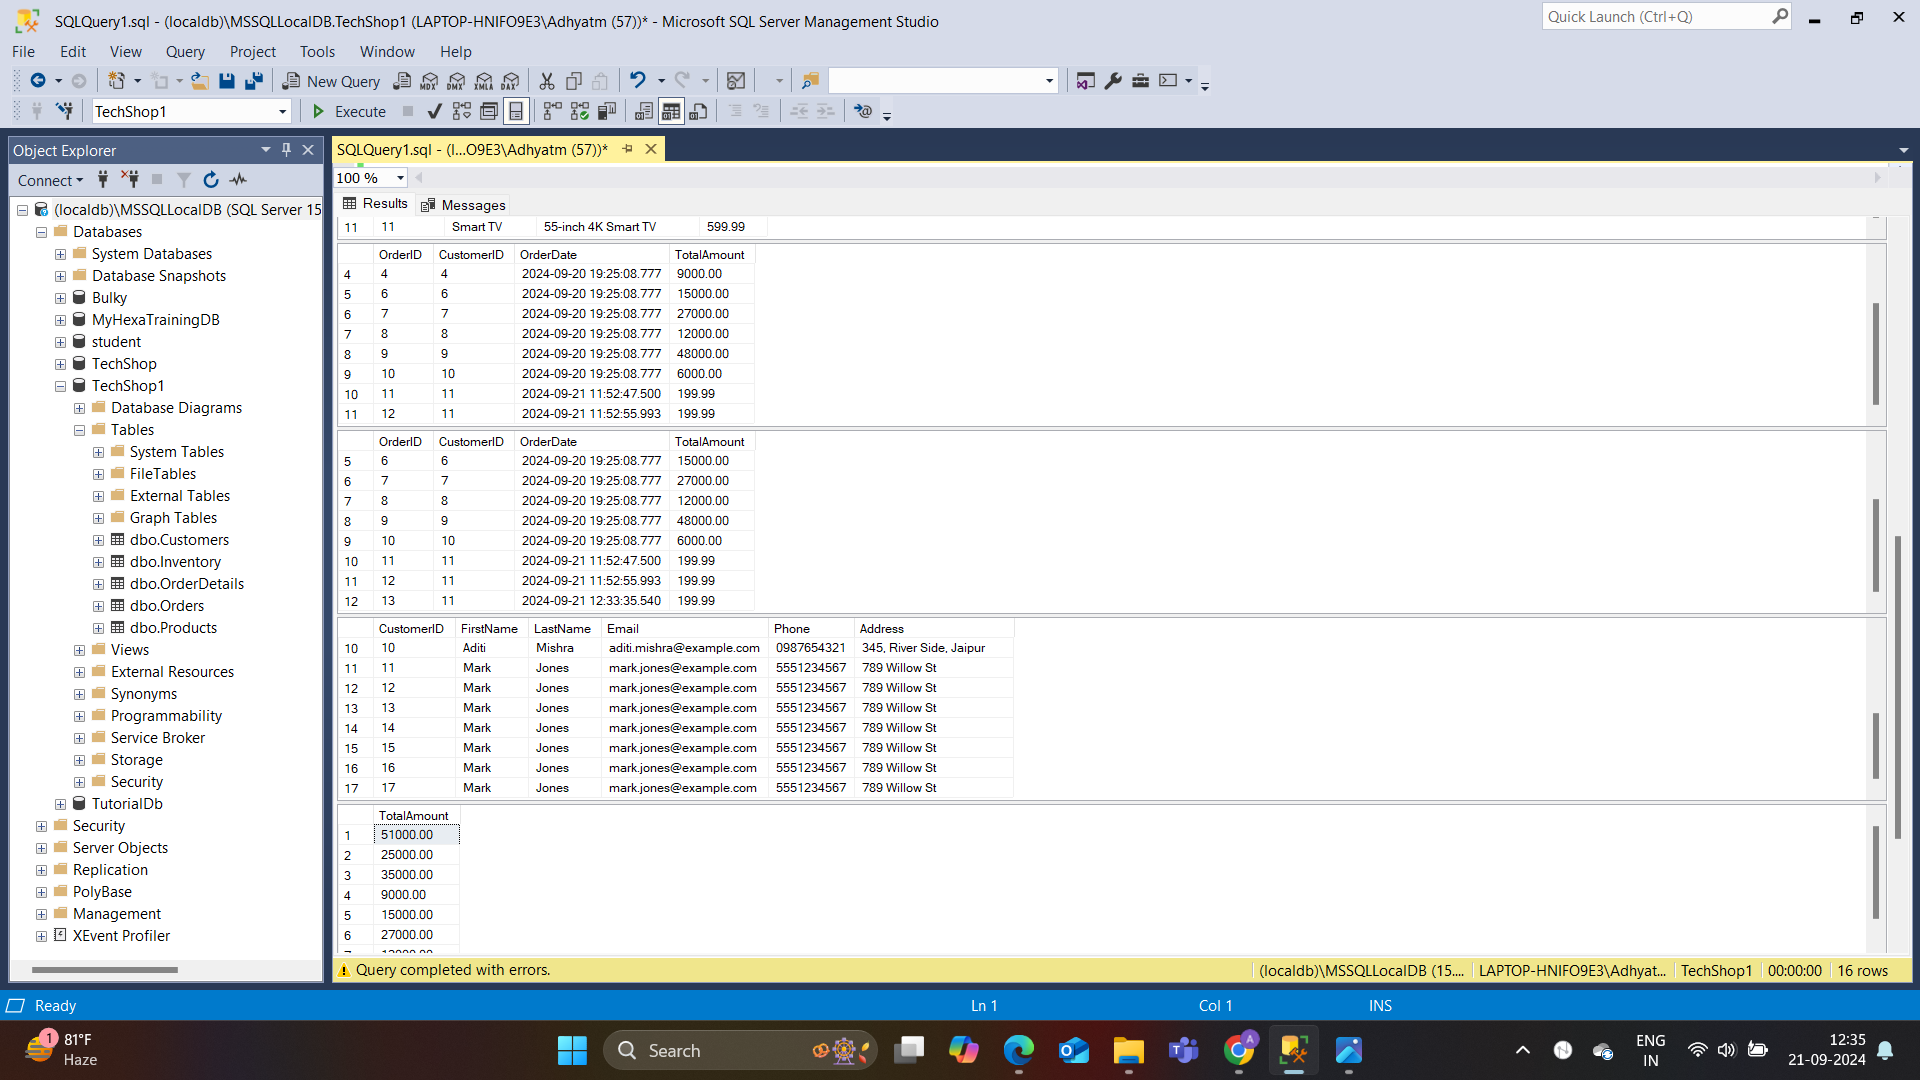 SQLQuery1.sql - (localdb)\MSSQLLocalDB.TechShop1 (LAPTOP-HNIFO9E3\Adhyatm (57))* - Microsoft SQL Server Management Studio
Quick Launch (Ctrl+Q)
File Edit View Query Project Tools Window Help
New Query MDX DMX XMLA DAX
TechShop1 Execute
Object Explorer
Connect
(localdb)\MSSQLLocalDB (SQL Server 15
Databases
System Databases
Database Snapshots
Bulky
MyHexaTrainingDB
student
TechShop
TechShop1
Database Diagrams
Tables
System Tables
FileTables
External Tables
Graph Tables
dbo.Customers
dbo.Inventory
dbo.OrderDetails
dbo.Orders
dbo.Products
Views
External Resources
Synonyms
Programmability
Service Broker
Storage
Security
TutorialDb
Security
Server Objects
Replication
PolyBase
Management
XEvent Profiler
SQLQuery1.sql - (l...O9E3\Adhyatm (57))*
100 %
Results Messages
11 11 Smart TV 55-inch 4K Smart TV 599.99
OrderID CustomerID OrderDate TotalAmount
4 4 4 2024-09-20 19:25:08.777 9000.00
5 6 6 2024-09-20 19:25:08.777 15000.00
6 7 7 2024-09-20 19:25:08.777 27000.00
7 8 8 2024-09-20 19:25:08.777 12000.00
8 9 9 2024-09-20 19:25:08.777 48000.00
9 10 10 2024-09-20 19:25:08.777 6000.00
10 11 11 2024-09-21 11:52:47.500 199.99
11 12 11 2024-09-21 11:52:55.993 199.99
OrderID CustomerID OrderDate TotalAmount
5 6 6 2024-09-20 19:25:08.777 15000.00
6 7 7 2024-09-20 19:25:08.777 27000.00
7 8 8 2024-09-20 19:25:08.777 12000.00
8 9 9 2024-09-20 19:25:08.777 48000.00
9 10 10 2024-09-20 19:25:08.777 6000.00
10 11 11 2024-09-21 11:52:47.500 199.99
11 12 11 2024-09-21 11:52:55.993 199.99
12 13 11 2024-09-21 12:33:35.540 199.99
CustomerID FirstName LastName Email Phone Address
10 10 Aditi Mishra aditi.mishra@example.com 0987654321 345, River Side, Jaipur
11 11 Mark Jones mark.jones@example.com 5551234567 789 Willow St
12 12 Mark Jones mark.jones@example.com 5551234567 789 Willow St
13 13 Mark Jones mark.jones@example.com 5551234567 789 Willow St
14 14 Mark Jones mark.jones@example.com 5551234567 789 Willow St
15 15 Mark Jones mark.jones@example.com 5551234567 789 Willow St
16 16 Mark Jones mark.jones@example.com 5551234567 789 Willow St
17 17 Mark Jones mark.jones@example.com 5551234567 789 Willow St
TotalAmount
1 51000.00
2 25000.00
3 35000.00
4 9000.00
5 15000.00
6 27000.00
Query completed with errors. (localdb)\MSSQLLocalDB (15.... LAPTOP-HNIFO9E3\Adhyat... TechShop1 00:00:00 16 rows
Ready Ln 1 Col 1 INS
1 81°F
Haze
Search
ENG
IN
12:35
21-09-2024